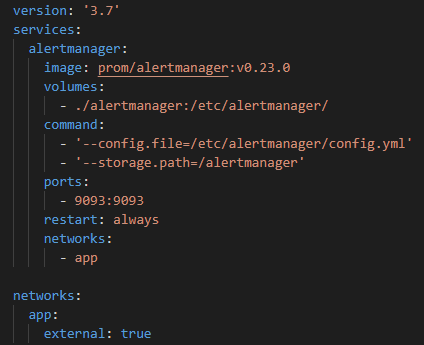 version: '3.7'
services:
  alertmanager:
    image: prom/alertmanager:v0.23.0
    volumes:
      - ./alertmanager:/etc/alertmanager/
    command:
      - '--config.file=/etc/alertmanager/config.yml'
      - '--storage.path=/alertmanager'
    ports:
      - 9093:9093
    restart: always
    networks:
      - app

networks:
  app:
    external: true